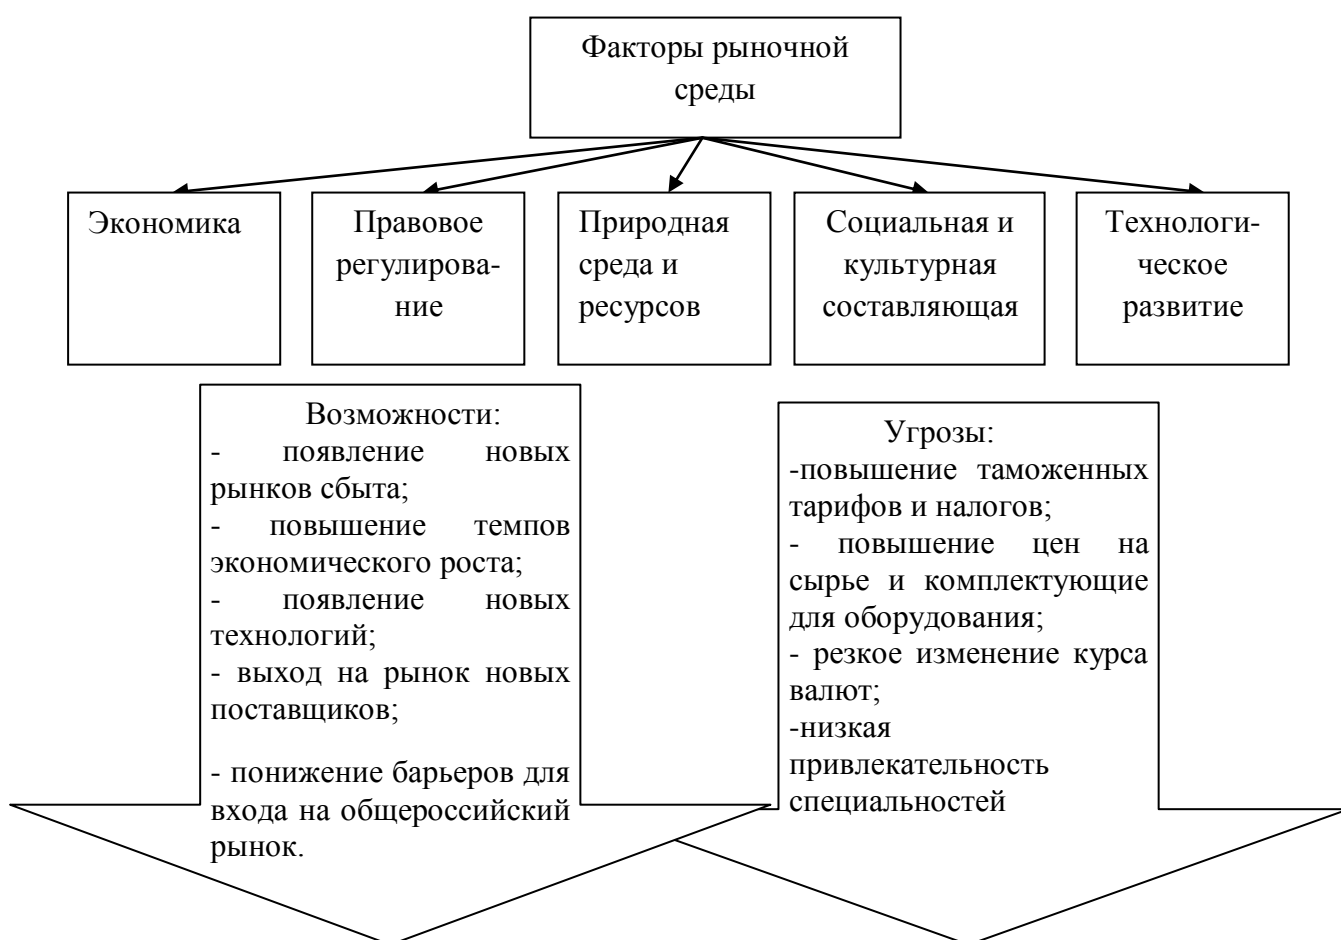 Факторы рыночной
среды
Экономика
Правовое
регулирова-
ние
Природная
среда и
ресурсов
Социальная и
культурная
составляющая
Технологи-
ческое
развитие
Возможности:
- появление новых
рынков сбыта;
- повышение темпов
экономического роста;
- появление новых
технологий;
- выход на рынок новых
поставщиков;
- понижение барьеров для
входа на общероссийский
рынок.
Угрозы:
-повышение таможенных
тарифов и налогов;
- повышение цен на
сырье и комплектующие
для оборудования;
- резкое изменение курса
валют;
-низкая
привлекательность
специальностей